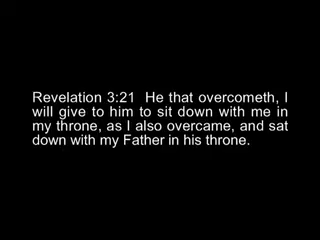 Revelation 3:21  He that overcometh, I
will give to him to sit down with me in
my throne, as I also overcame, and sat
down with my Father in his throne.